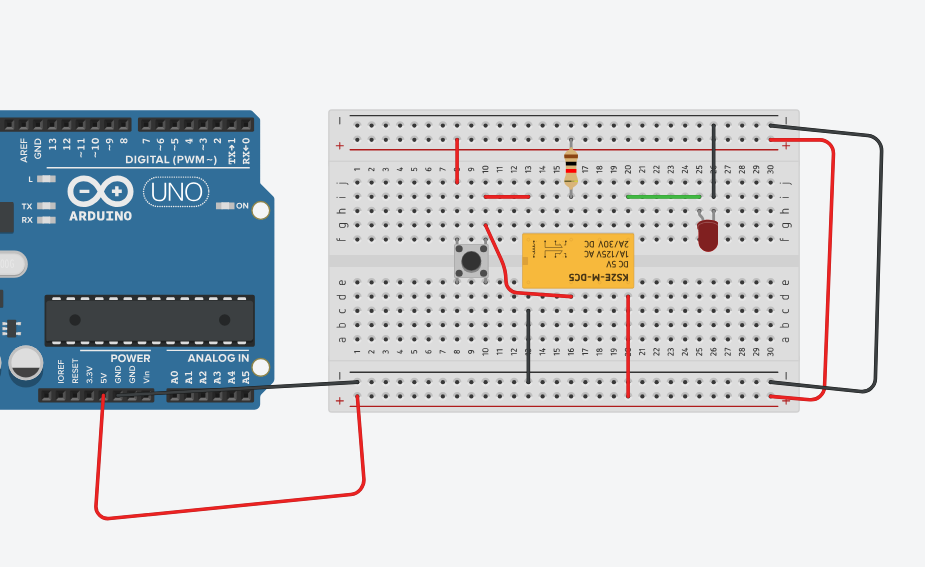 AREF
GND
13
12
~11
~10
~9
8
7
~6
~5
4
~3
2
TX→1
RX←0
DIGITAL (PWM~)
L
TX
RX
UNO
ARDUINO
ON
IOREF
RESET
3.3V
5V
GND
GND
Vin
POWER
ANALOG IN
A0
A1
A2
A3
A4
A5
− −
+ +
1 2 3 4 5 6 7 8 9 10 11 12 13 14 15 17 18 19 20 21 22 23 24 25 26 27 28 29 30
j j
i i
h h
g g
f f
KS2E-M-DC5
DC 5V
1A/125V AC
2A/30V DC
e e
d d
c c
b b
a a
1 2 3 4 5 6 7 8 9 10 11 12 13 14 15 16 17 18 19 20 21 22 23 24 25 26 27 28 29 30
− −
+ +